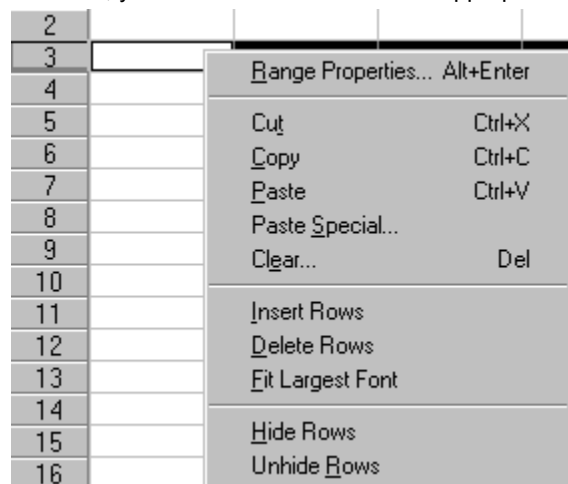 2
3
Range Properties... Alt+Enter
4
5 Cut Ctrl+X
6 Copy Ctrl+C
7 Paste Ctrl+V
8 Paste Special...
9 Clear... Del
10
11 Insert Rows
12 Delete Rows
13 Fit Largest Font
14
15 Hide Rows
16 Unhide Rows